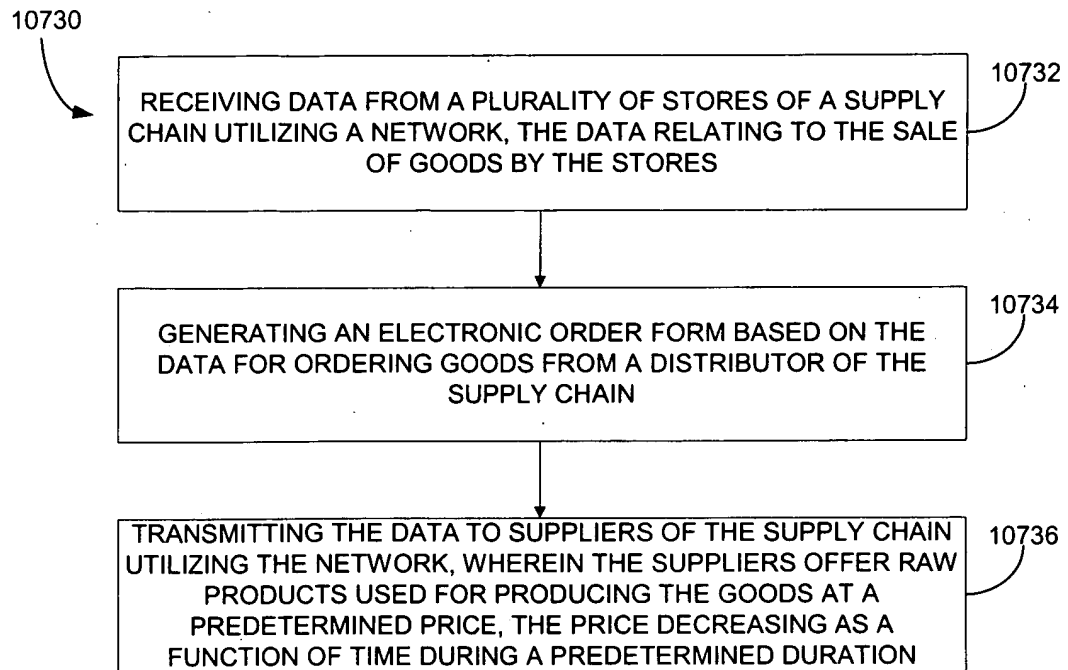 10730
10732
RECEIVING DATA FROM A PLURALITY OF STORES OF A SUPPLY
CHAIN UTILIZING A NETWORK, THE DATA RELATING TO THE SALE
OF GOODS BY THE STORES
10734
GENERATING AN ELECTRONIC ORDER FORM BASED ON THE
DATA FOR ORDERING GOODS FROM A DISTRIBUTOR OF THE
SUPPLY CHAIN
10736
TRANSMITTING THE DATA TO SUPPLIERS OF THE SUPPLY CHAIN
UTILIZING THE NETWORK, WHEREIN THE SUPPLIERS OFFER RAW
PRODUCTS USED FOR PRODUCING THE GOODS AT A
PREDETERMINED PRICE, THE PRICE DECREASING AS A
FUNCTION OF TIME DURING A PREDETERMINED DURATION